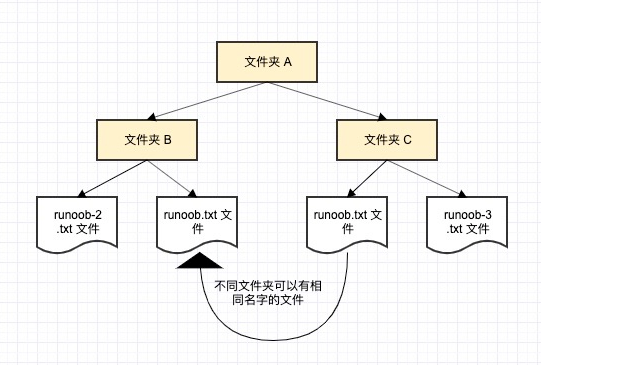 文件夹 A
文件夹 B
文件夹 C
runoob-2
.txt 文件
runoob.txt 文
件
runoob.txt 文
件
runoob-3
.txt 文件
不同文件夹可以有相
同名字的文件